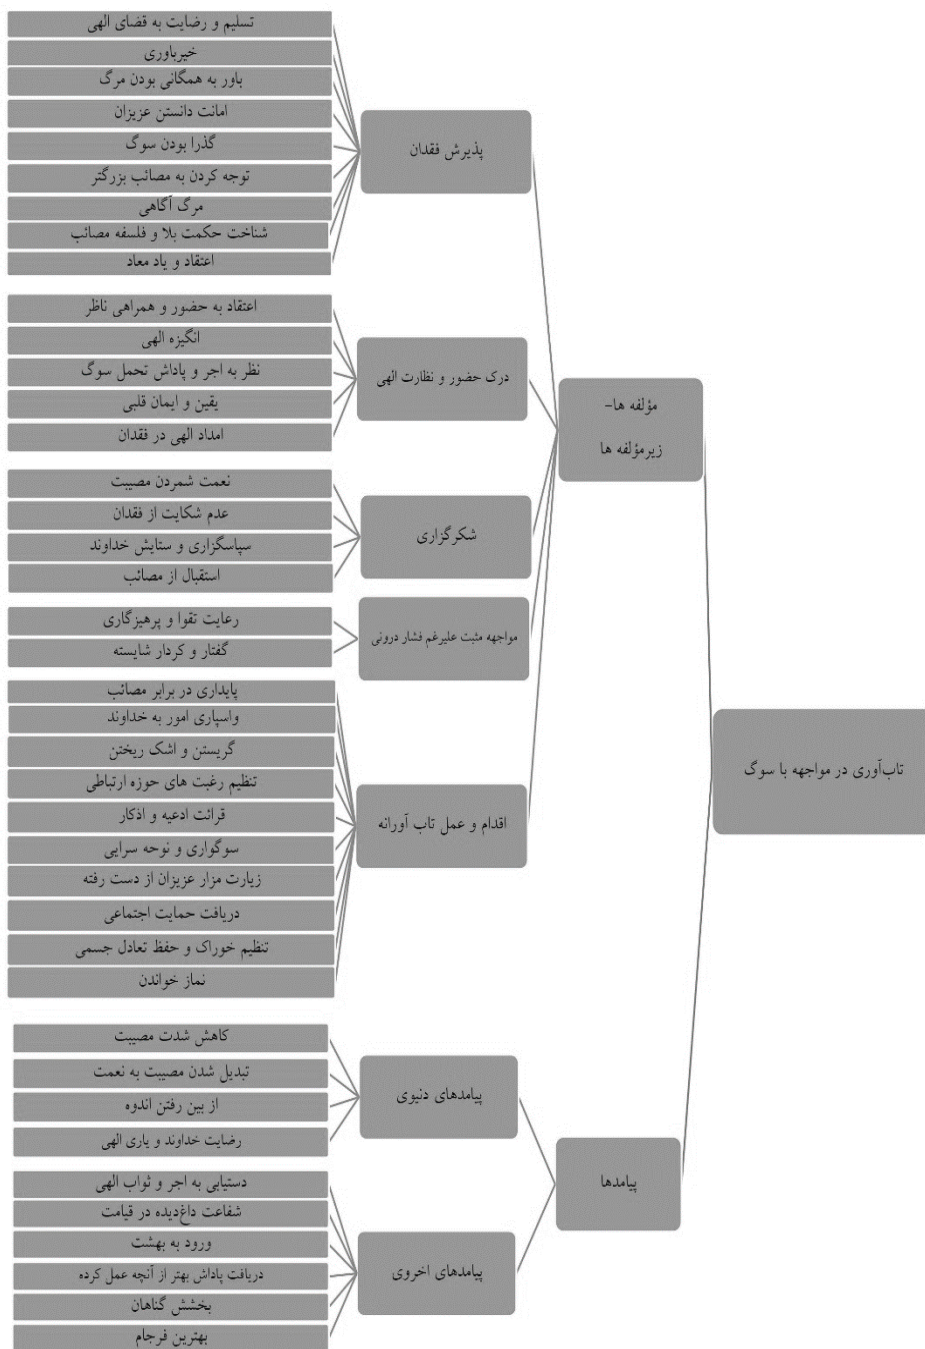 تاب‌آوری در مواجهه با سوگ
مؤلفه ها-
زیرمؤلفه ها
پذیرش فقدان
تسلیم و رضایت به قضای الهی
خیرباوری
باور به همگانی بودن مرگ
امانت دانستن عزیزان
گذرا بودن سوگ
توجه کردن به مصائب بزرگتر
مرگ آگاهی
شناخت حکمت بلا و فلسفه مصائب
اعتقاد و یاد معاد
درک حضور و نظارت الهی
اعتقاد به حضور و همراهی ناظر
انگیزه الهی
نظر به اجر و پاداش تحمل سوگ
یقین و ایمان قلبی
امداد الهی در فقدان
شکرگزاری
نعمت شمردن مصیبت
عدم شکایت از فقدان
سپاسگزاری و ستایش خداوند
استقبال از مصائب
مواجهه مثبت علیرغم فشار درونی
رعایت تقوا و پرهیزگاری
گفتار و کردار شایسته
اقدام و عمل تاب آورانه
پایداری در برابر مصائب
واسپاری امور به خداوند
گریستن و اشک ریختن
تنظیم رغبت های حوزه ارتباطی
قرائت ادعیه و اذکار
سوگواری و نوحه سرایی
زیارت مزار عزیزان از دست رفته
دریافت حمایت اجتماعی
تنظیم خوراک و حفظ تعادل جسمی
نماز خواندن
پیامدها
پیامدهای دنیوی
کاهش شدت مصیبت
تبدیل شدن مصیبت به نعمت
از بین رفتن اندوه
رضایت خداوند و یاری الهی
پیامدهای اخروی
دستیابی به اجر و ثواب الهی
شفاعت داغ‌دیده در قیامت
ورود به بهشت
دریافت پاداش بهتر از آنچه عمل کرده
بخشش گناهان
بهترین فرجام